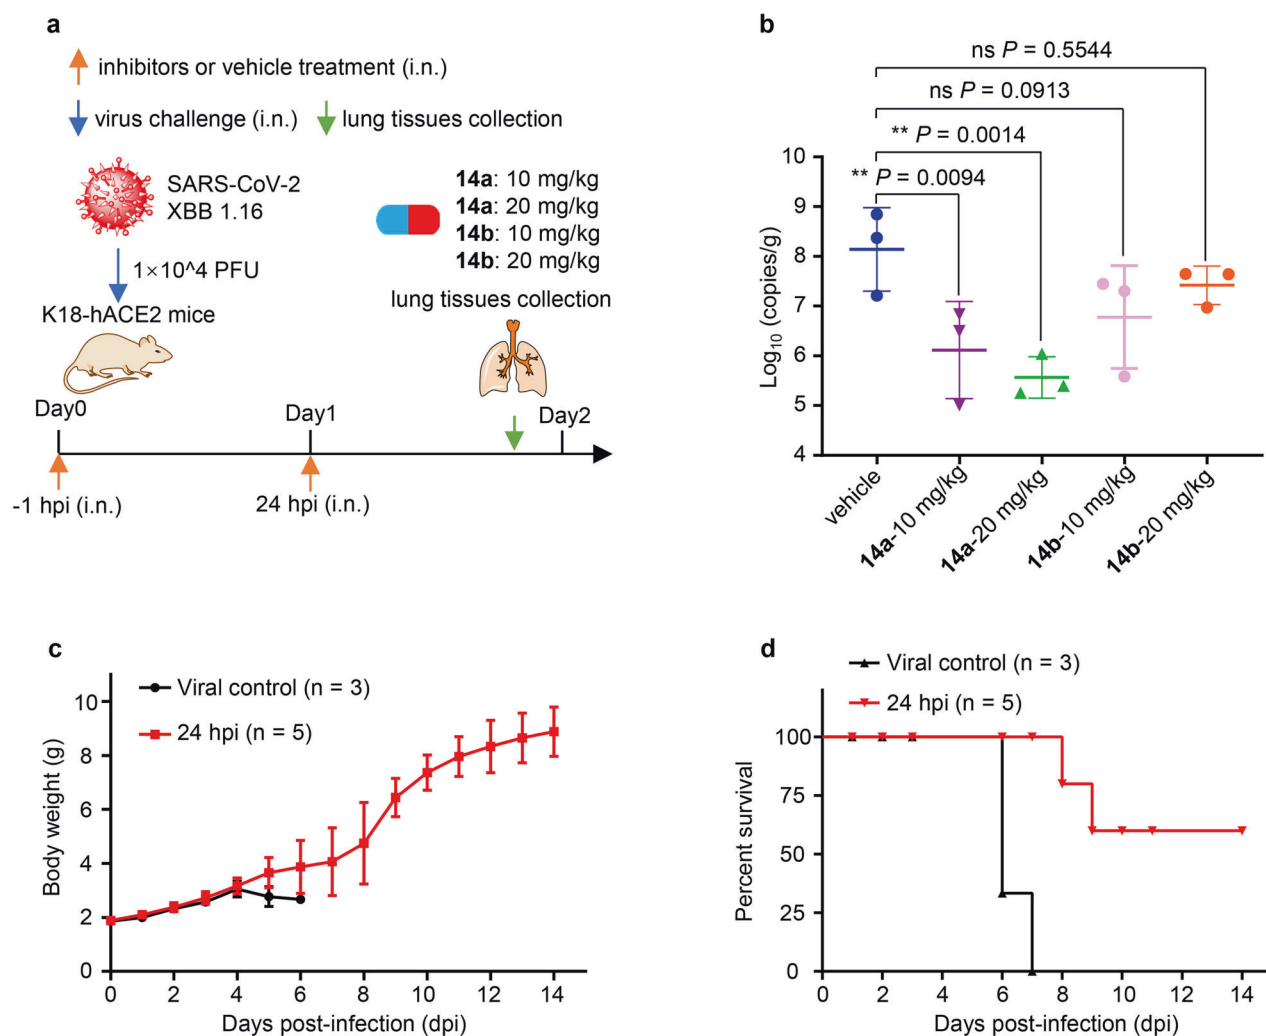 a
inhibitors or vehicle treatment (i.n.)
virus challenge (i.n.)
lung tissues collection
SARS-CoV-2
XBB 1.16
14a: 10 mg/kg
14a: 20 mg/kg
14b: 10 mg/kg
14b: 20 mg/kg
1×10^4 PFU
lung tissues collection
K18-hACE2 mice
Day0
Day1
Day2
-1 hpi (i.n.)
24 hpi (i.n.)
b
ns P = 0.5544
ns P = 0.0913
** P = 0.0014
** P = 0.0094
Log10 (copies/g)
10
9
8
7
6
5
4
vehicle
14a-10 mg/kg
14a-20 mg/kg
14b-10 mg/kg
14b-20 mg/kg
c
Viral control (n = 3)
24 hpi (n = 5)
Body weight (g)
10
8
6
4
2
0
0 2 4 6 8 10 12 14
Days post-infection (dpi)
d
Viral control (n = 3)
24 hpi (n = 5)
Percent survival
100
75
50
25
0
0 2 4 6 8 10 12 14
Days post-infection (dpi)